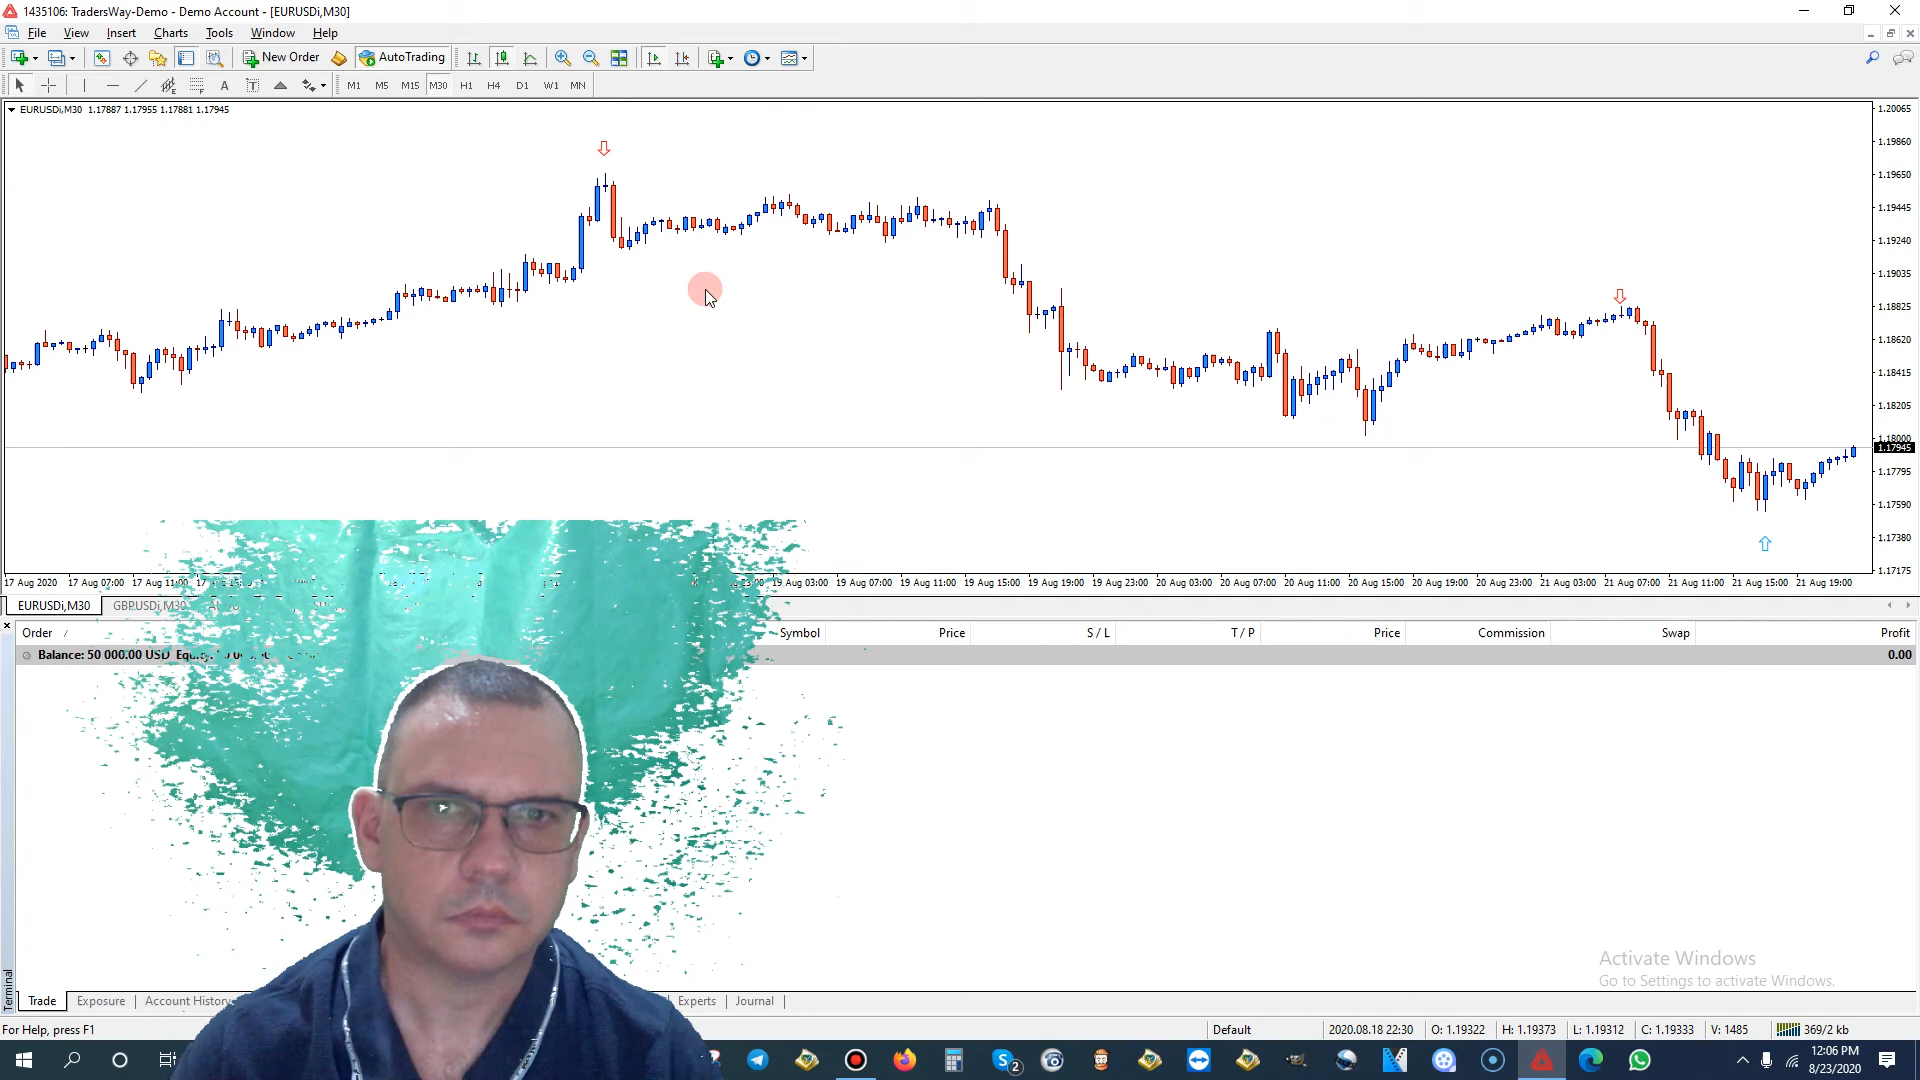 1435106: TradersWay-Demo - Demo Account - [EURUSDi,M30]
File View Insert Charts Tools Window Help
New Order AutoTrading
A T M1 M5 M15 M30 H1 H4 D1 W1 MN
EURUSDi,M30 1.17887 1.17955 1.17881 1.17945
1.20065
1.19860
1.19650
1.19445
1.19240
1.19035
1.18825
1.18620
1.18415
1.18205
1.18000
1.17945
1.17795
1.17590
1.17380
1.17175
17 Aug 2020 17 Aug 07:00 17 Aug 11:00 17 19 Aug 03:00 19 Aug 07:00 19 Aug 11:00 19 Aug 15:00 19 Aug 19:00 19 Aug 23:00 20 Aug 03:00 20 Aug 07:00 20 Aug 11:00 20 Aug 15:00 20 Aug 19:00 20 Aug 23:00 21 Aug 03:00 21 Aug 07:00 21 Aug 11:00 21 Aug 15:00 21 Aug 19:00
EURUSDi,M30 GBPUSDi,M30
Order / Symbol Price S / L T / P Price Commission Swap Profit
Balance: 50 000.00 USD 0.00
Activate Windows
Go to Settings to activate Windows.
Terminal
Trade Exposure Account History Experts Journal
For Help, press F1 Default 2020.08.18 22:30 O: 1.19322 H: 1.19373 L: 1.19312 C: 1.19333 V: 1485 369/2 kb
2
12:06 PM
8/23/2020